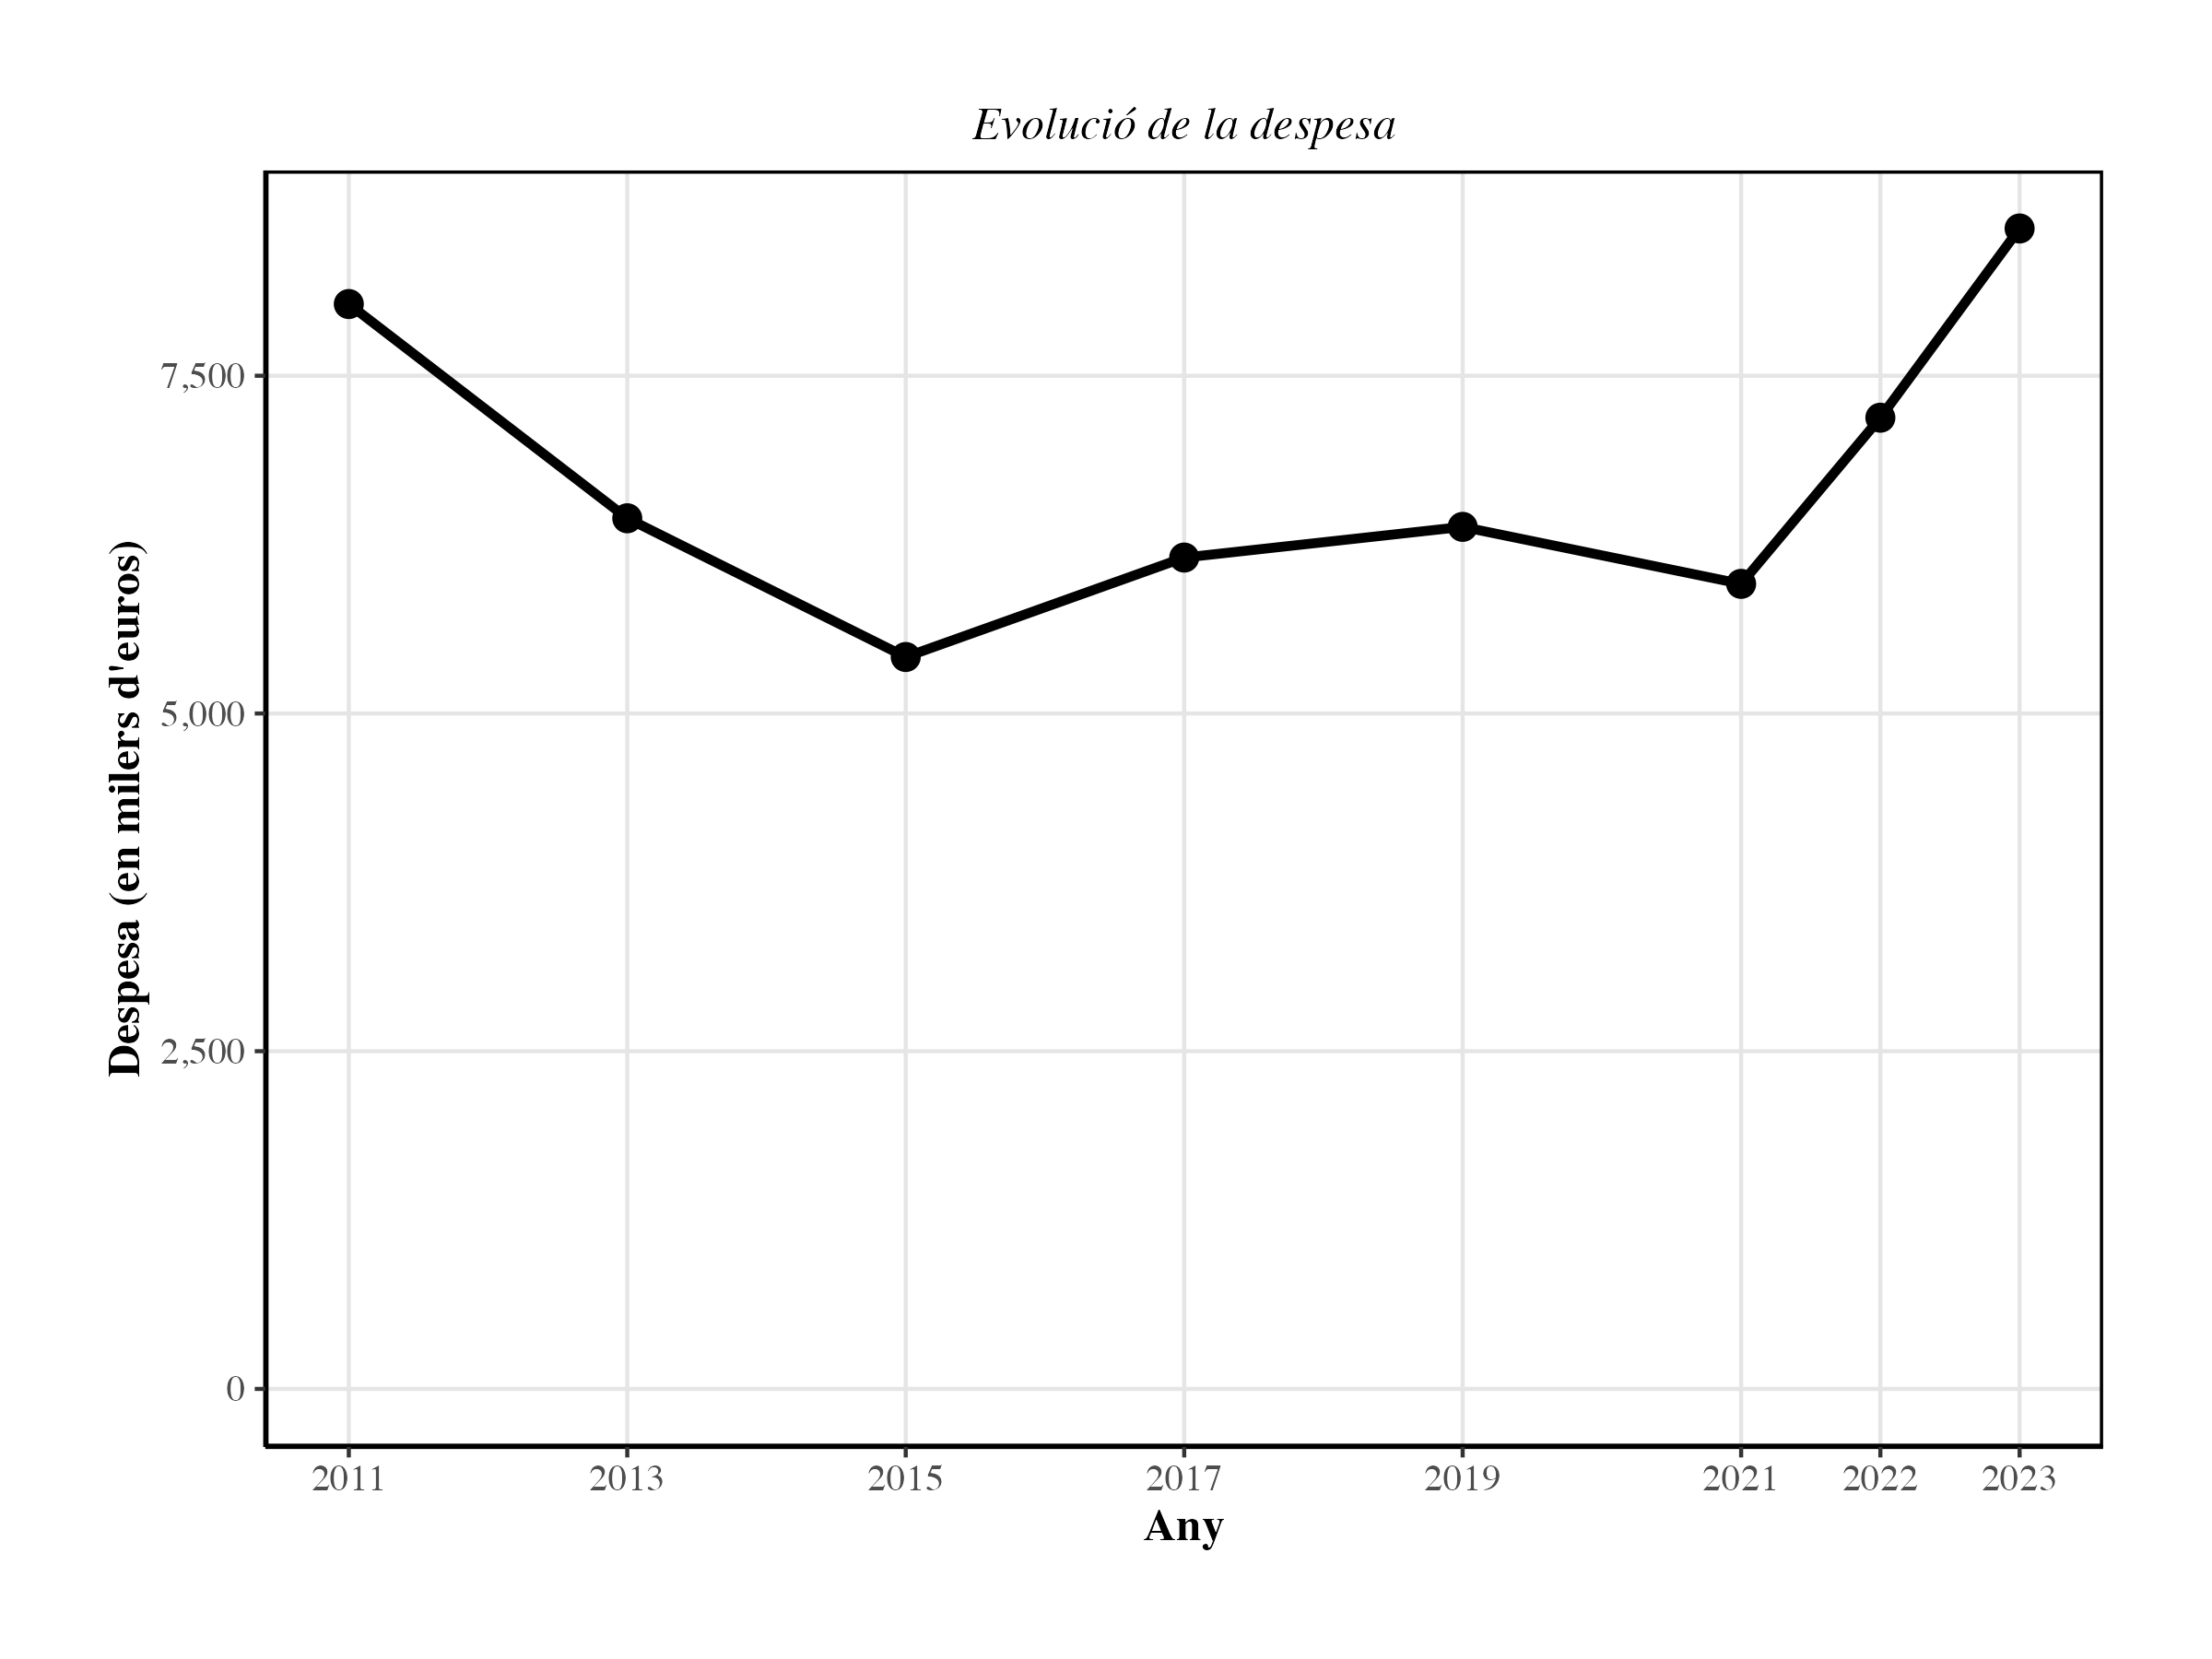 Evolució de la despesa
Despesa (en milers d'euros)
7,500
5,000
2,500
0
2011 2013 2015 2017 2019 2021 2022 2023
Any